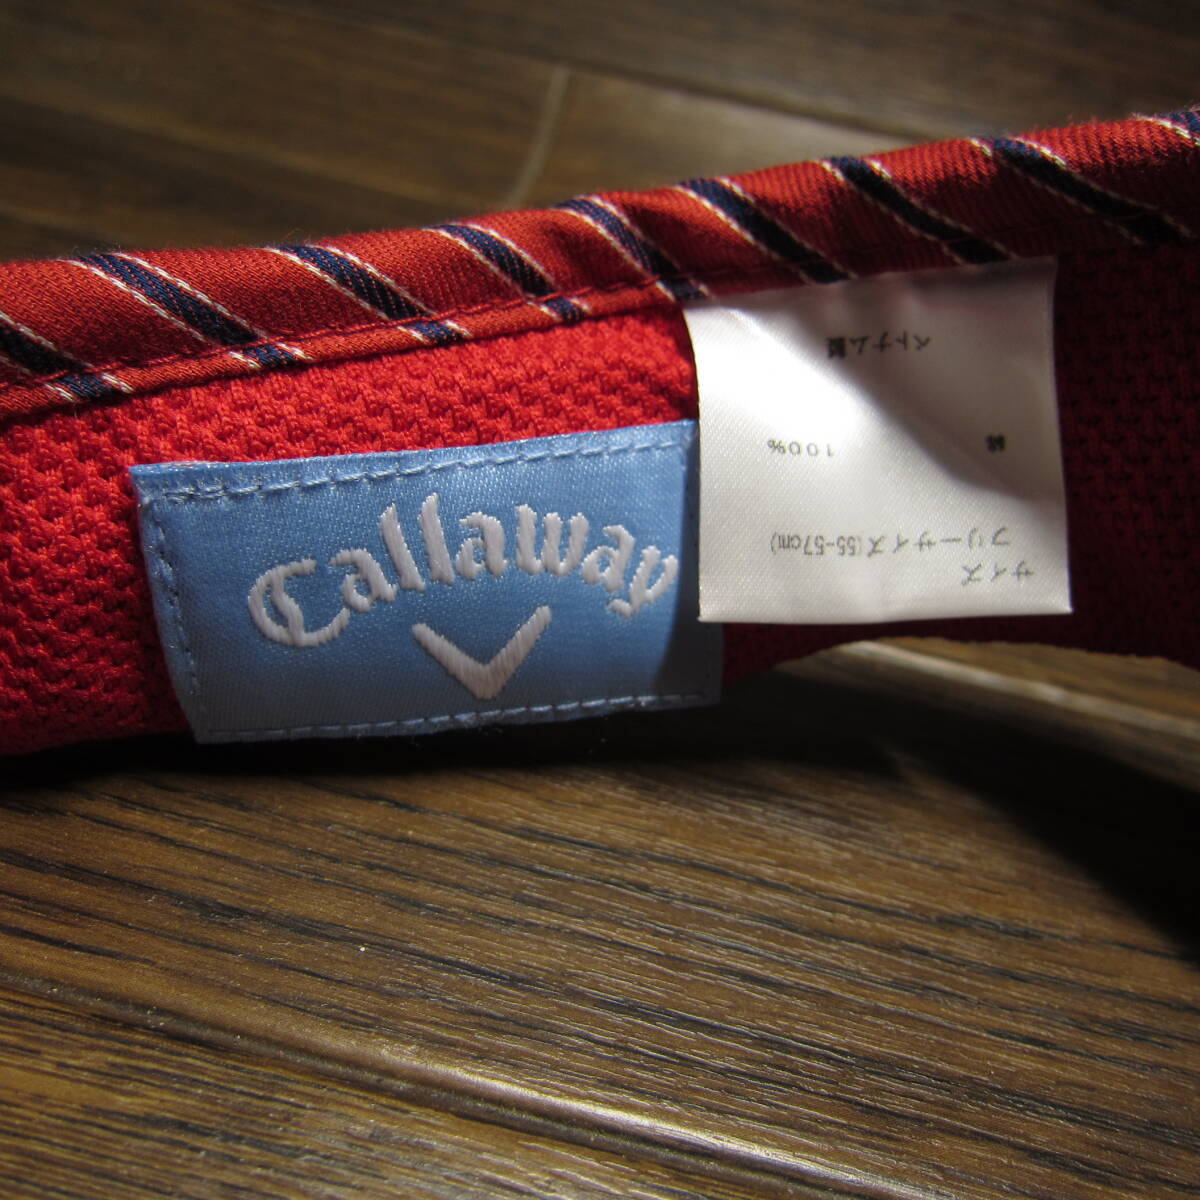 Callaway
サイズ
フリーサイズ(55-57cm)
綿 100%
ベトナム製